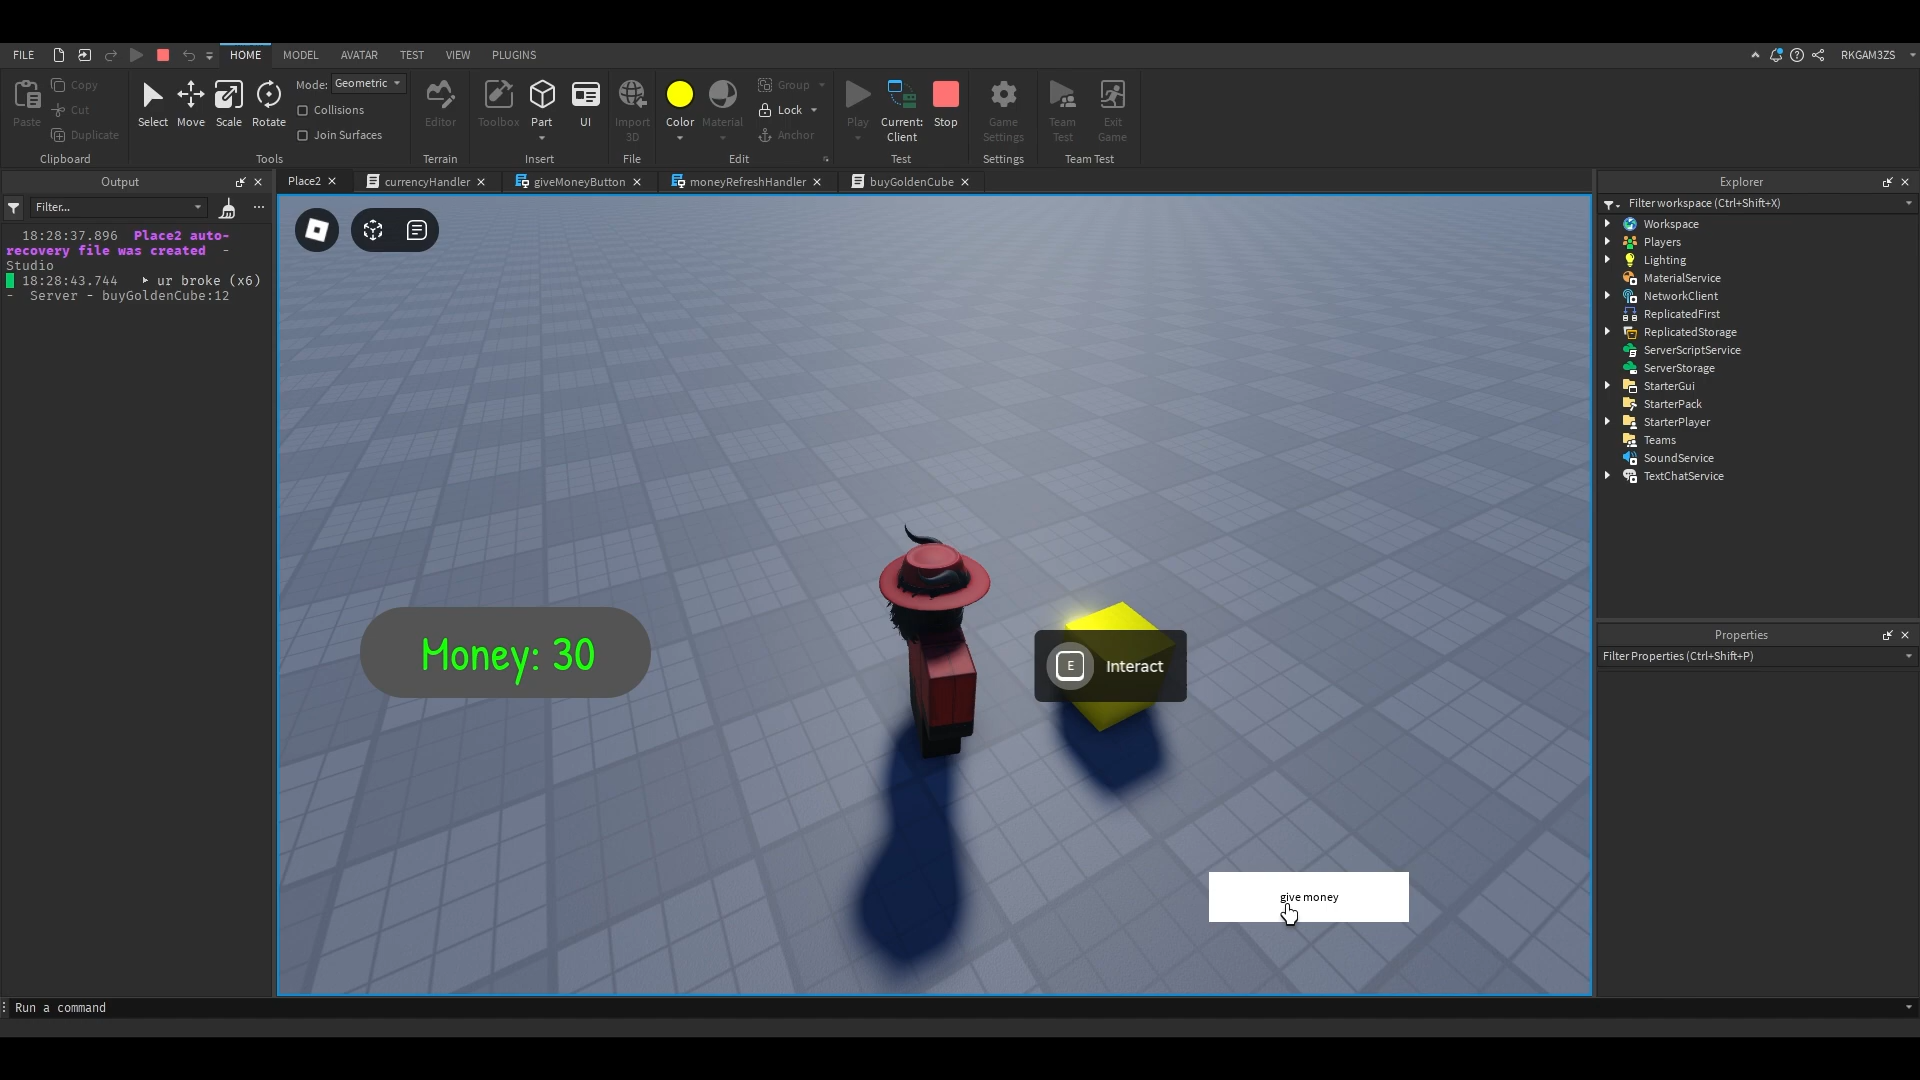 FILE HOME MODEL AVATAR TEST VIEW PLUGINS RKGAM3ZS
Paste Copy Cut Duplicate
Clipboard
Select Move Scale Rotate
Mode: Geometric
Collisions
Join Surfaces
Tools
Editor
Terrain
Toolbox Part UI
Insert
Import
3D
File
Color Material
Group
Lock
Anchor
Edit
Play Current:
Client Stop
Test
Game
Settings
Settings
Team
Test
Exit
Game
Team Test
Output
Place2 currencyHandler giveMoneyButton moneyRefreshHandler buyGoldenCube
Filter...
18:28:37.896 Place2 auto-
recovery file was created -
Studio
18:28:43.744 ur broke (x6)
- Server - buyGoldenCube:12
Money: 30
E Interact
give money
Explorer
Filter workspace (Ctrl+Shift+X)
Workspace
Players
Lighting
MaterialService
NetworkClient
ReplicatedFirst
ReplicatedStorage
ServerScriptService
ServerStorage
StarterGui
StarterPack
StarterPlayer
Teams
SoundService
TextChatService
Properties
Filter Properties (Ctrl+Shift+P)
Run a command